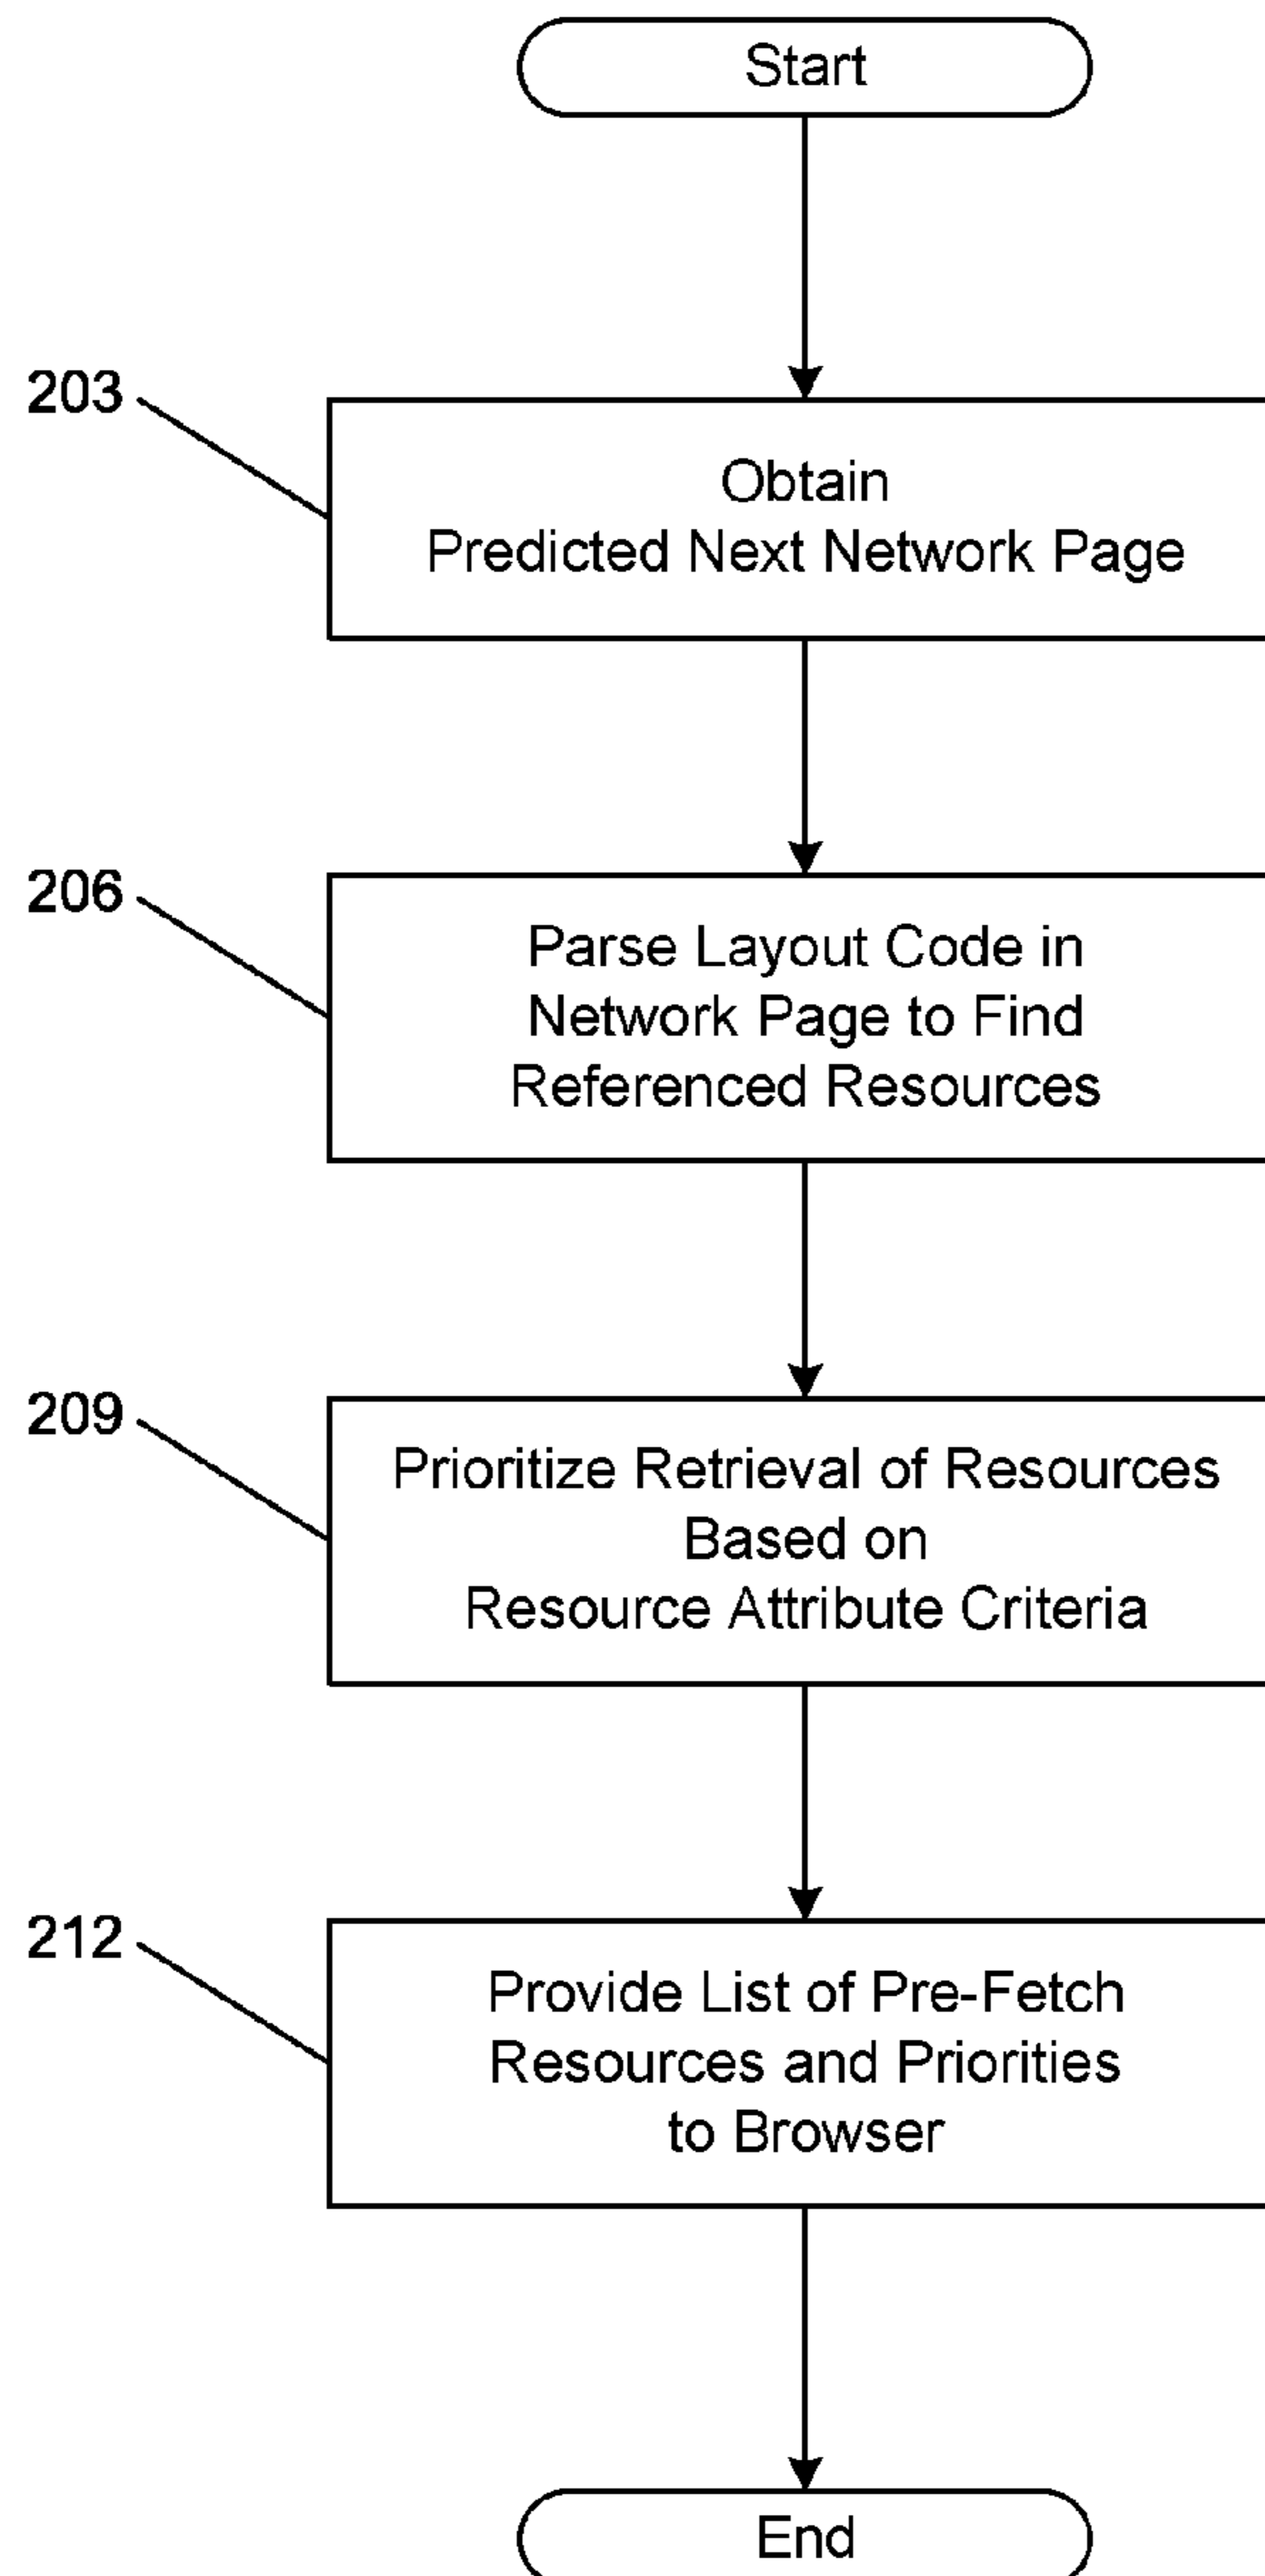 Start
203
Obtain
Predicted Next Network Page
206
Parse Layout Code in
Network Page to Find
Referenced Resources
209
Prioritize Retrieval of Resources
Based on
Resource Attribute Criteria
212
Provide List of Pre-Fetch
Resources and Priorities
to Browser
End